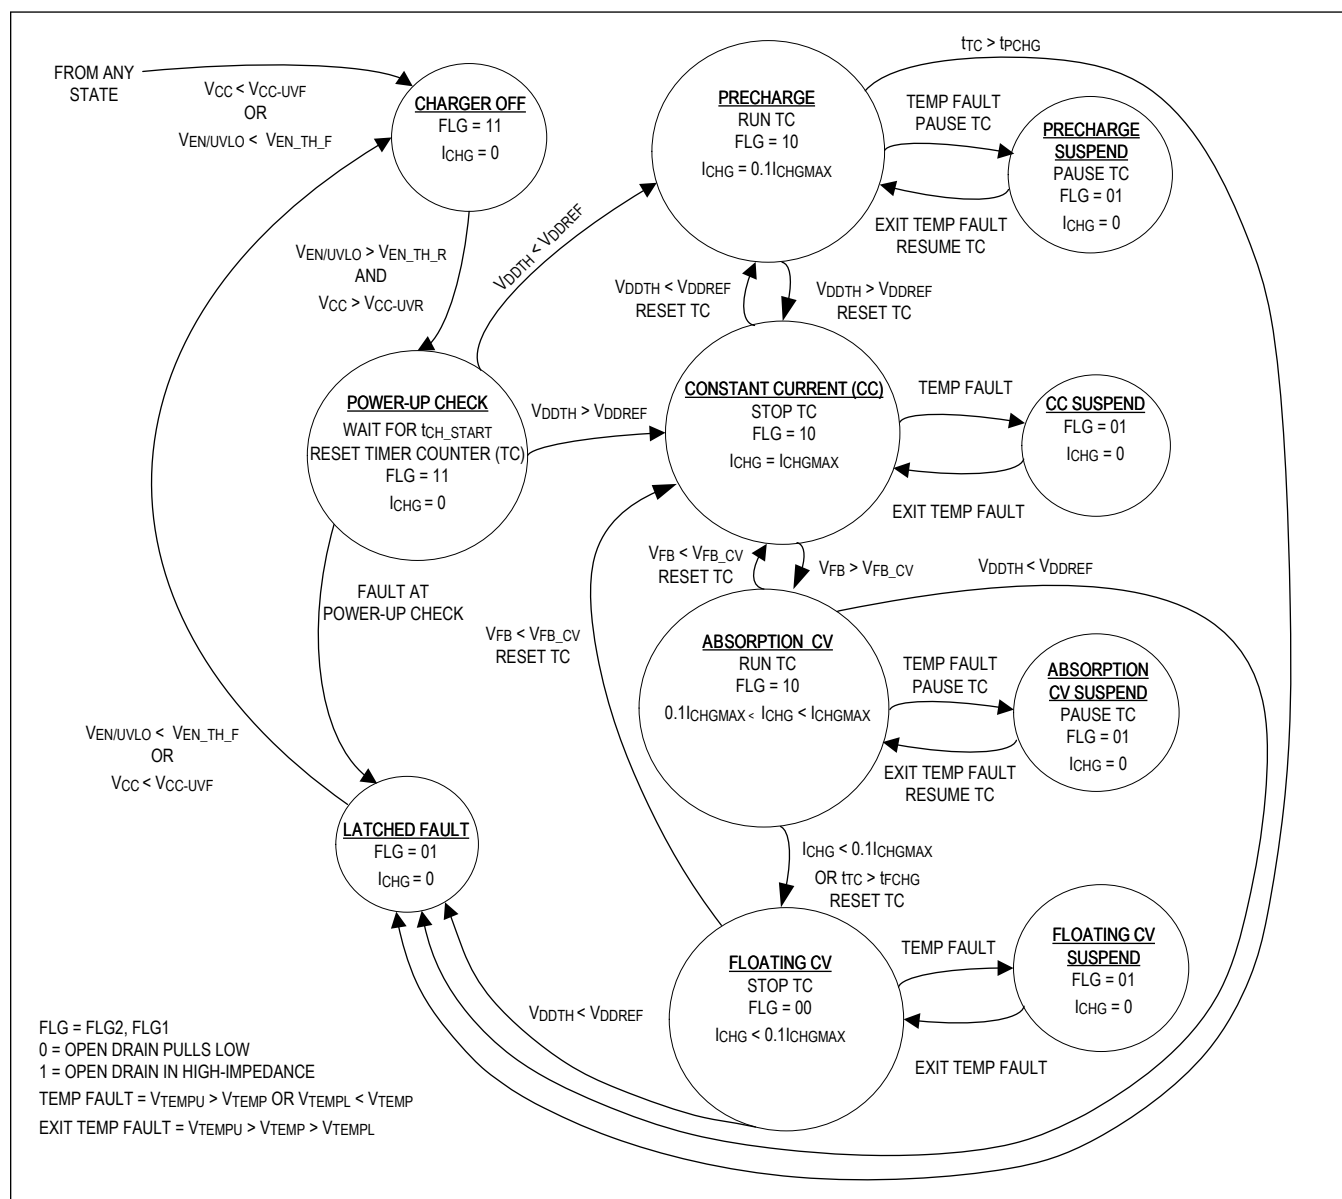 FROM ANY
STATE
VCC < VCC-UVF
OR
VEN/UVLO < VEN_TH_F
CHARGER OFF
FLG = 11
ICHG = 0
VEN/UVLO > VEN_TH_R
AND
VCC > VCC-UVR
POWER-UP CHECK
WAIT FOR tCH_START
RESET TIMER COUNTER (TC)
FLG = 11
ICHG = 0
VDDTH < VDDREF
VDDTH > VDDREF
FAULT AT
POWER-UP CHECK
VEN/UVLO < VEN_TH_F
OR
VCC < VCC-UVF
LATCHED FAULT
FLG = 01
ICHG = 0
PRECHARGE
RUN TC
FLG = 10
ICHG = 0.1ICHGMAX
tTC > tPCHG
TEMP FAULT
PAUSE TC
EXIT TEMP FAULT
RESUME TC
PRECHARGE
SUSPEND
PAUSE TC
FLG = 01
ICHG = 0
VDDTH < VDDREF
RESET TC
VDDTH > VDDREF
RESET TC
CONSTANT CURRENT (CC)
STOP TC
FLG = 10
ICHG = ICHGMAX
TEMP FAULT
EXIT TEMP FAULT
CC SUSPEND
FLG = 01
ICHG = 0
VFB < VFB_CV
RESET TC
VFB > VFB_CV
VDDTH < VDDREF
VFB < VFB_CV
RESET TC
ABSORPTION CV
RUN TC
FLG = 10
0.1ICHGMAX < ICHG < ICHGMAX
TEMP FAULT
PAUSE TC
EXIT TEMP FAULT
RESUME TC
ABSORPTION
CV SUSPEND
PAUSE TC
FLG = 01
ICHG = 0
ICHG < 0.1ICHGMAX
OR tTC > tFCHG
RESET TC
FLOATING CV
STOP TC
FLG = 00
ICHG < 0.1ICHGMAX
TEMP FAULT
EXIT TEMP FAULT
FLOATING CV
SUSPEND
FLG = 01
ICHG = 0
VDDTH < VDDREF
FLG = FLG2, FLG1
0 = OPEN DRAIN PULLS LOW
1 = OPEN DRAIN IN HIGH-IMPEDANCE
TEMP FAULT = VTEMPU > VTEMP OR VTEMPL < VTEMP
EXIT TEMP FAULT = VTEMPU > VTEMP > VTEMPL